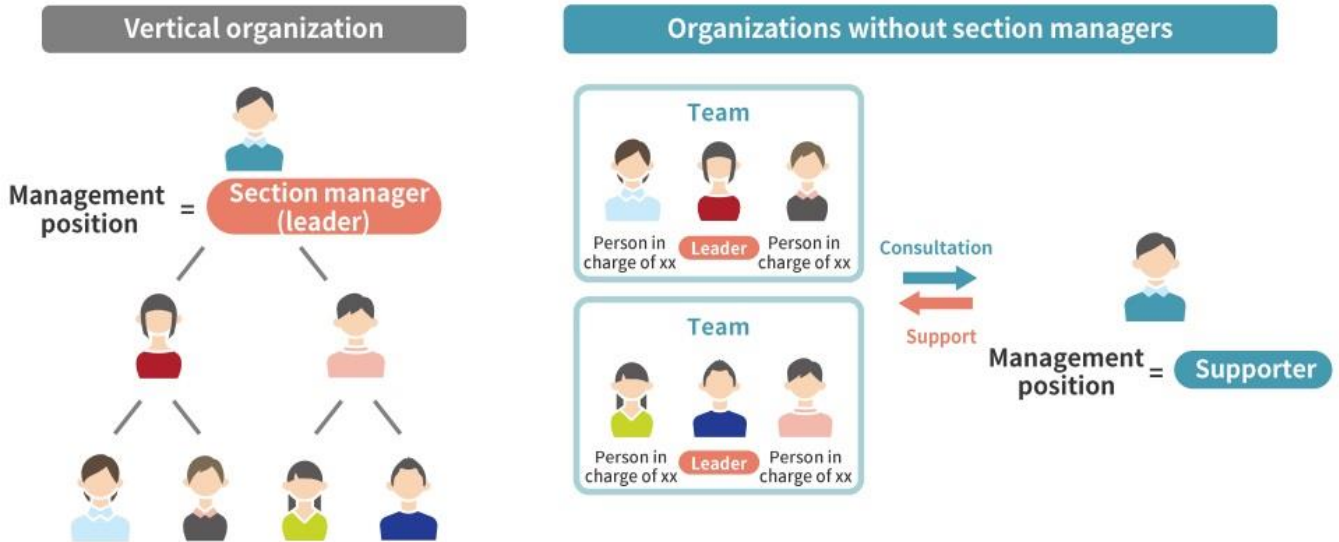 Vertical organization
Management
position
=
Section manager
(leader)
Organizations without section managers
Team
Person in
charge of xx
Leader
Person in
charge of xx
Team
Person in
charge of xx
Leader
Person in
charge of xx
Consultation
Support
Management
position
=
Supporter